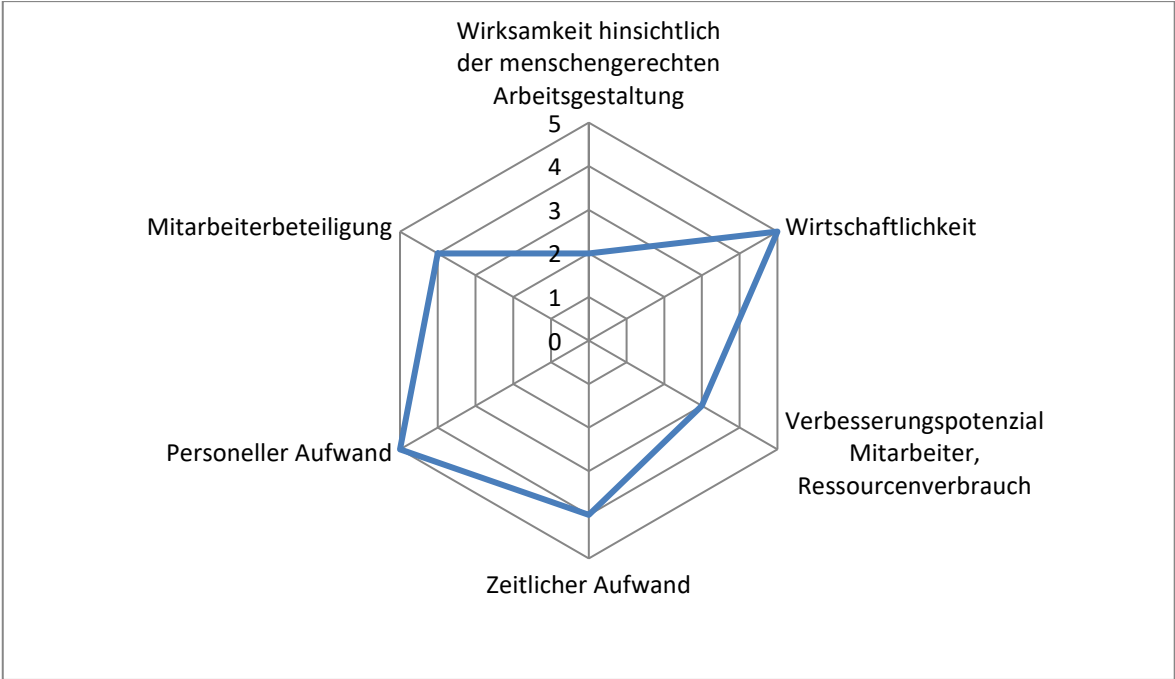 Wirksamkeit hinsichtlich
der menschengerechten
Arbeitsgestaltung
5
4
3
2
1
0
Wirtschaftlichkeit
Verbesserungspotenzial
Mitarbeiter,
Ressourcenverbrauch
Zeitlicher Aufwand
Personeller Aufwand
Mitarbeiterbeteiligung